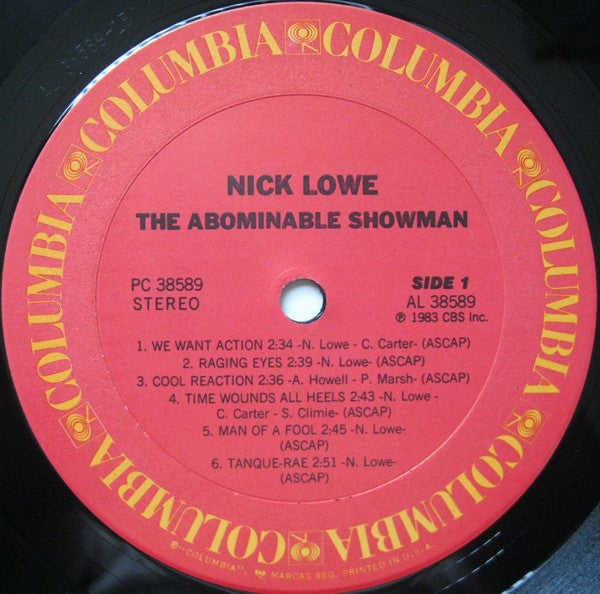 COLUMBIA COLUMBIA COLUMBIA COLUMBIA COLUMBIA COLUMBIA COLUMBIA COLUMBIA
NICK LOWE
THE ABOMINABLE SHOWMAN
PC 38589
STEREO
SIDE 1
AL 38589
℗ 1983 CBS Inc.
1. WE WANT ACTION 2:34 -N. Lowe - C. Carter- (ASCAP)
2. RAGING EYES 2:39 -N. Lowe- (ASCAP)
3. COOL REACTION 2:36 -A. Howell - P. Marsh- (ASCAP)
4. TIME WOUNDS ALL HEELS 2:43 -N. Lowe -
C. Carter - S. Climie- (ASCAP)
5. MAN OF A FOOL 2:45 -N. Lowe-
(ASCAP)
6. TANQUE-RAE 2:51 -N. Lowe-
(ASCAP)
"COLUMBIA", MARCAS REG. PRINTED IN U.S.A.